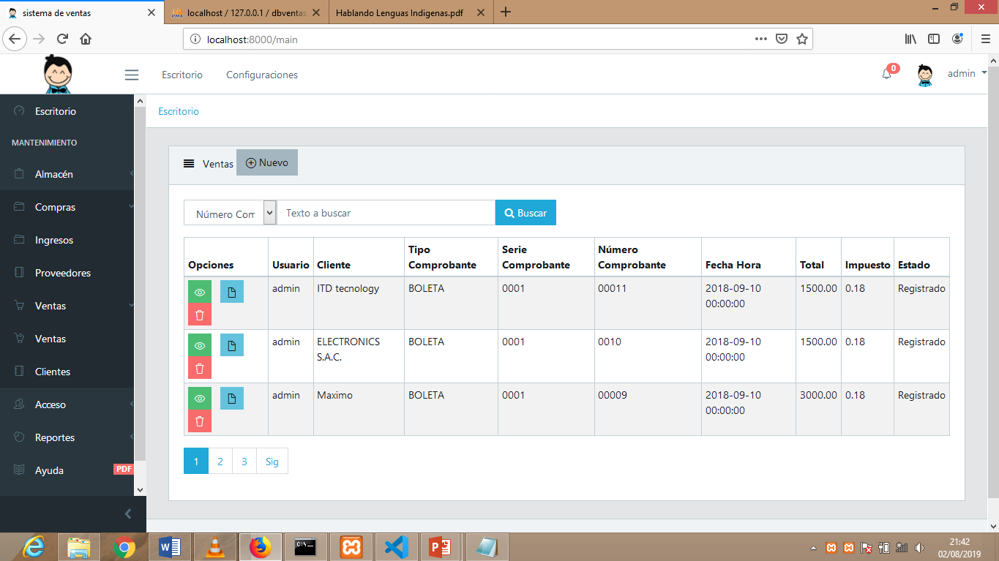 sistema de ventas
localhost / 127.0.0.1 / dbventas
Hablando Lenguas Indigenas.pdf
localhost:8000/main
Escritorio
Configuraciones
0
admin
Escritorio
MANTENIMIENTO
Almacén
Compras
Ingresos
Proveedores
Ventas
Ventas
Clientes
Acceso
Reportes
Ayuda PDF
Escritorio
Ventas
Nuevo
Número Com
Texto a buscar
Buscar
Opciones Usuario Cliente Tipo Comprobante Serie Comprobante Número Comprobante Fecha Hora Total Impuesto Estado
admin ITD tecnology BOLETA 0001 00011 2018-09-10 00:00:00 1500.00 0.18 Registrado
admin ELECTRONICS S.A.C. BOLETA 0001 0010 2018-09-10 00:00:00 1500.00 0.18 Registrado
admin Maximo BOLETA 0001 00009 2018-09-10 00:00:00 3000.00 0.18 Registrado
1 2 3 Sig
21:42
02/08/2019